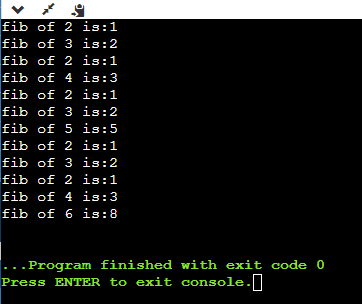 fib of 2 is:1
fib of 3 is:2
fib of 2 is:1
fib of 4 is:3
fib of 2 is:1
fib of 3 is:2
fib of 5 is:5
fib of 2 is:1
fib of 3 is:2
fib of 2 is:1
fib of 4 is:3
fib of 6 is:8
...Program finished with exit code 0
Press ENTER to exit console.